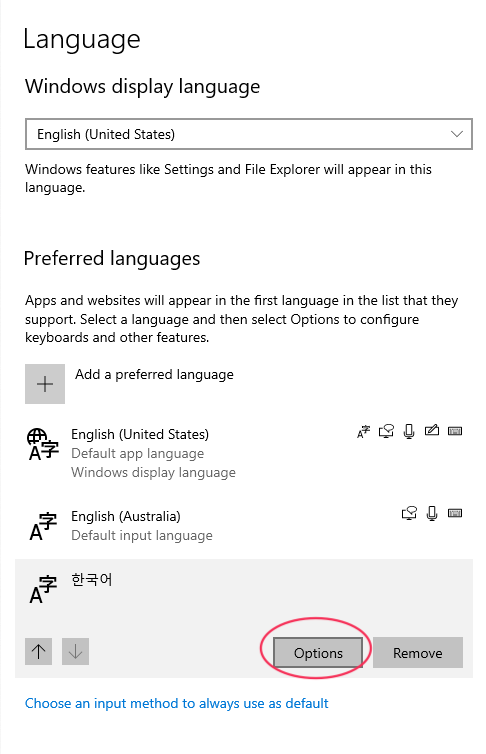 Language
Windows display language
English (United States)
Windows features like Settings and File Explorer will appear in this
language.
Preferred languages
Apps and websites will appear in the first language in the list that they
support. Select a language and then select Options to configure
keyboards and other features.
Add a preferred language
English (United States)
Default app language
Windows display language
English (Australia)
Default input language
한국어
Options
Remove
Choose an input method to always use as default